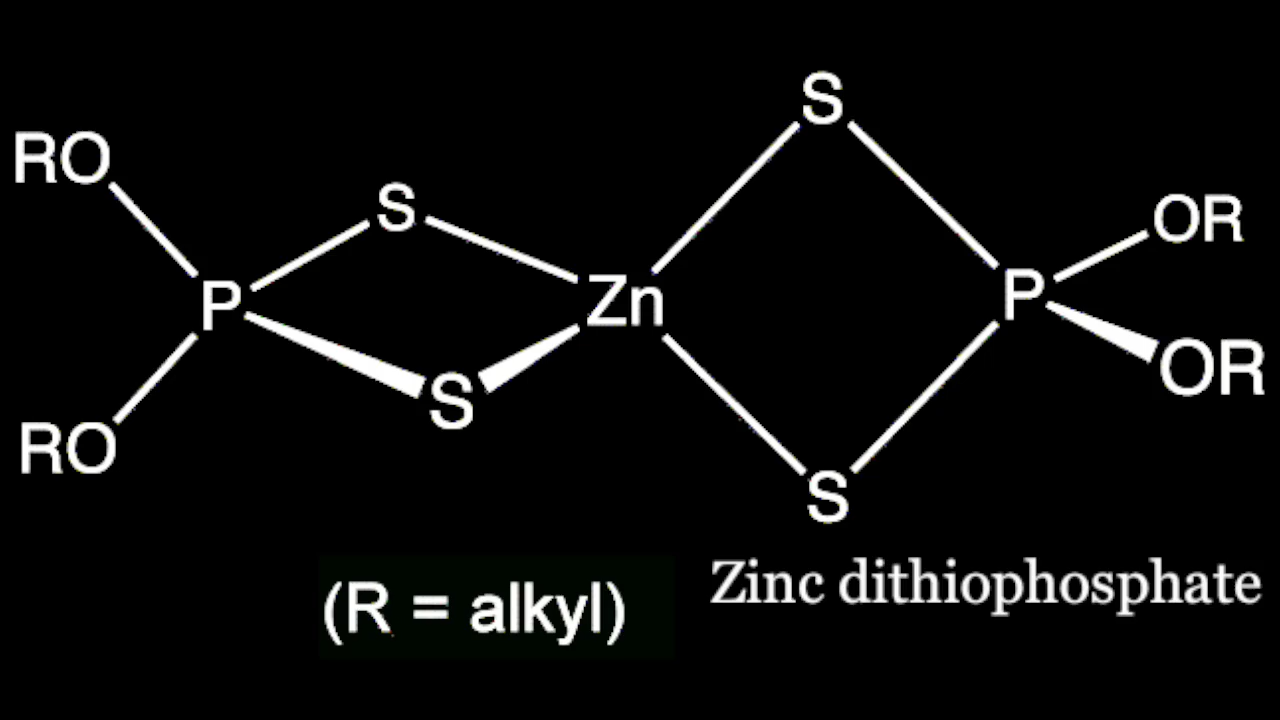 S
RO
S
OR
P
Zn
P
OR
S
RO
S
(R = alkyl)
Zinc dithiophosphate